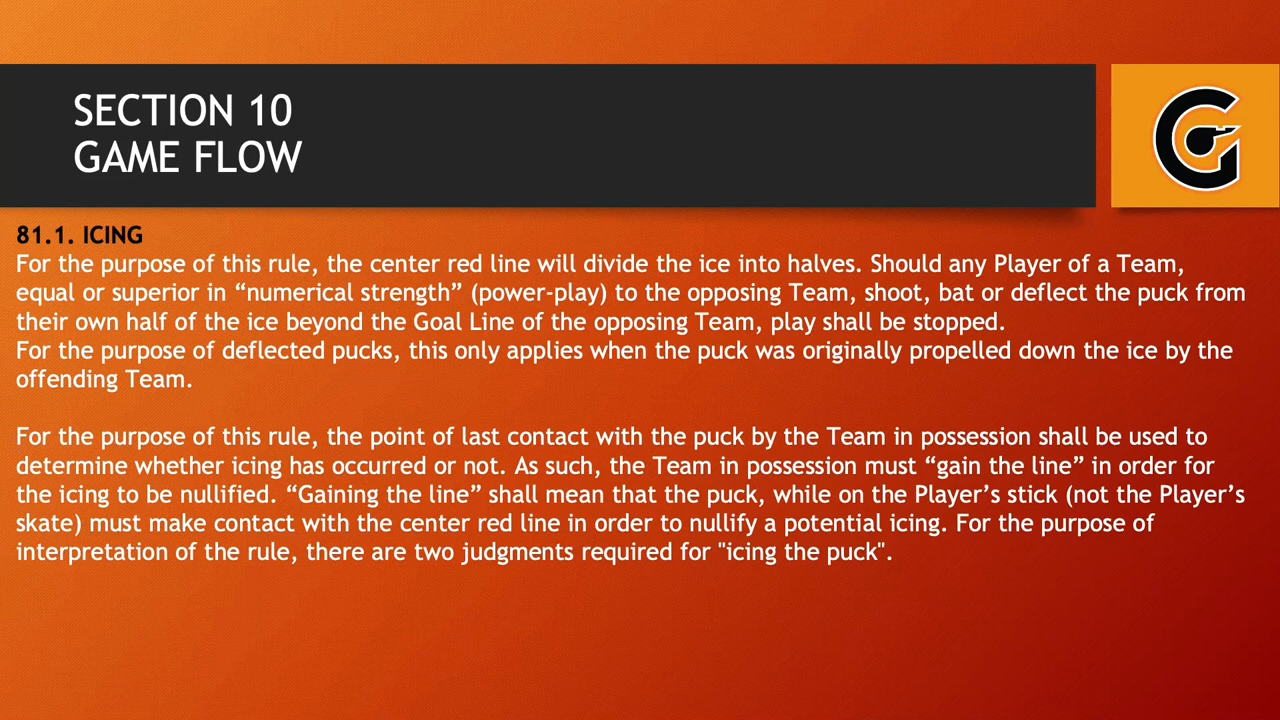 SECTION 10
GAME FLOW
81.1. ICING
For the purpose of this rule, the center red line will divide the ice into halves. Should any Player of a Team,
equal or superior in “numerical strength” (power-play) to the opposing Team, shoot, bat or deflect the puck from
their own half of the ice beyond the Goal Line of the opposing Team, play shall be stopped.
For the purpose of deflected pucks, this only applies when the puck was originally propelled down the ice by the
offending Team.
For the purpose of this rule, the point of last contact with the puck by the Team in possession shall be used to
determine whether icing has occurred or not. As such, the Team in possession must “gain the line” in order for
the icing to be nullified. “Gaining the line” shall mean that the puck, while on the Player’s stick (not the Player’s
skate) must make contact with the center red line in order to nullify a potential icing. For the purpose of
interpretation of the rule, there are two judgments required for "icing the puck".